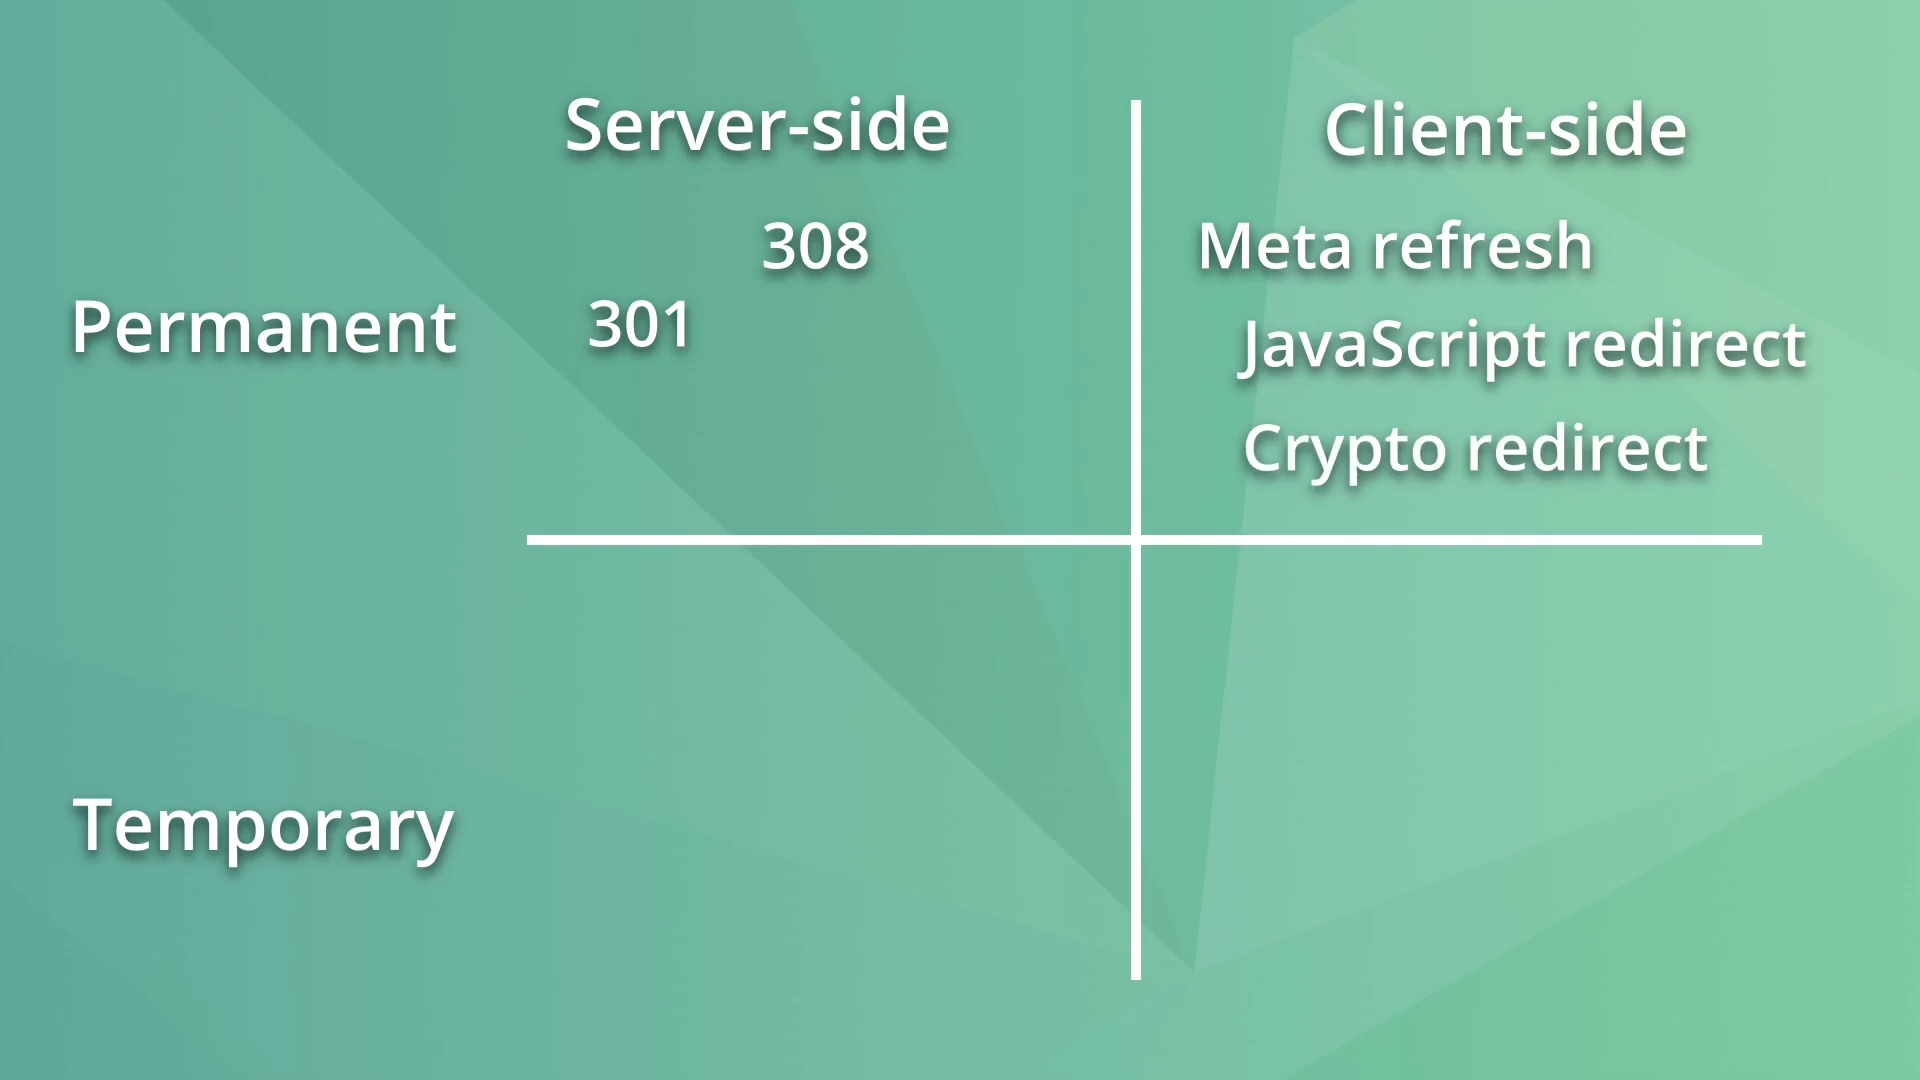 Server-side
Client-side
308
Meta refresh
Permanent
301
JavaScript redirect
Crypto redirect
Temporary